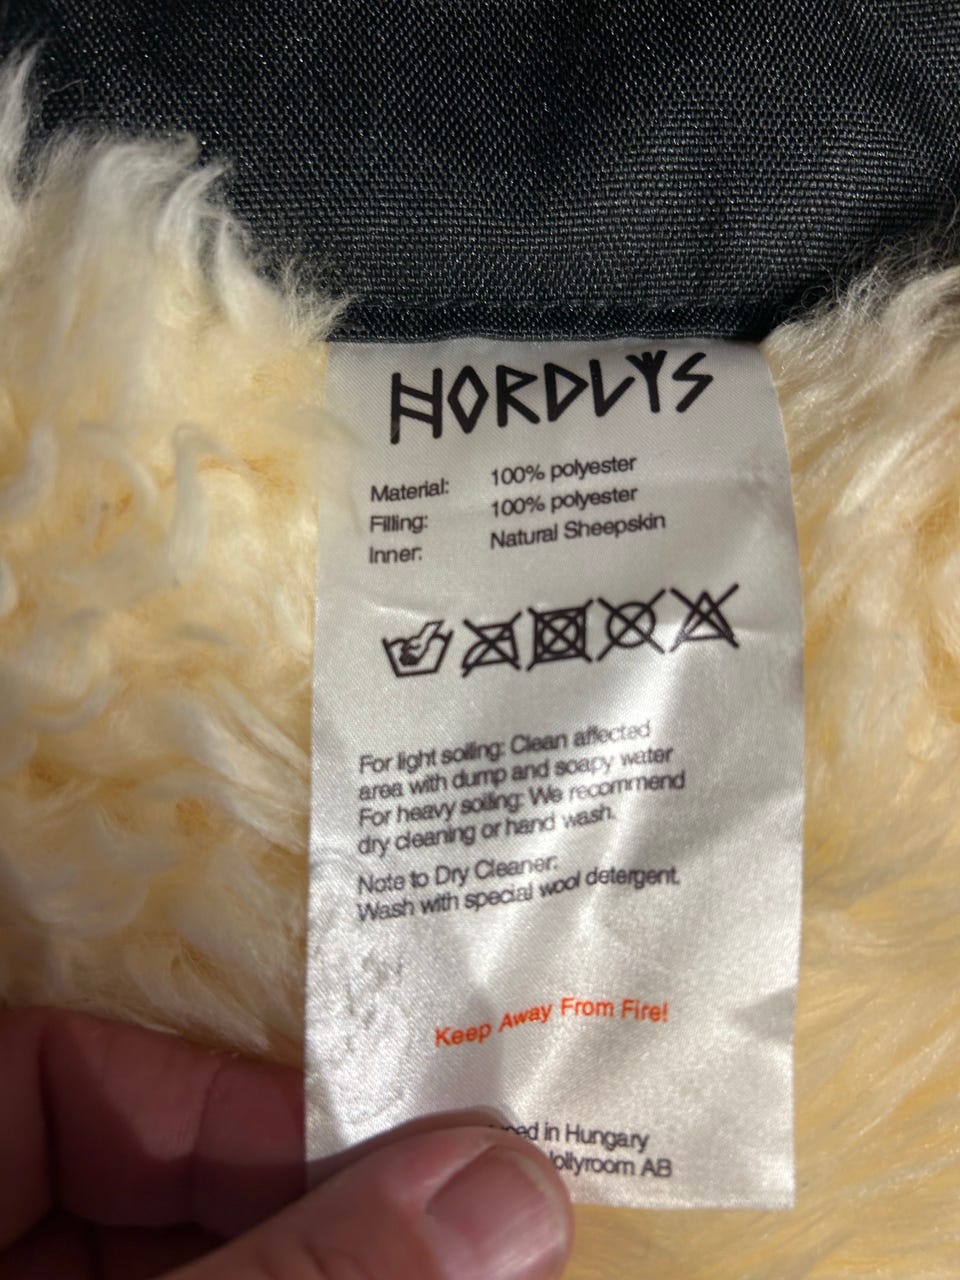 NORDLYS
Material: 100% polyester
Filling: 100% polyester
Inner: Natural Sheepskin
For light soiling: Clean affected
area with dump and soapy water
For heavy soiling: We recommend
dry cleaning or hand wash.
Note to Dry Cleaner:
Wash with special wool detergent.
Keep Away From Fire!
in Hungary
Jollyroom AB